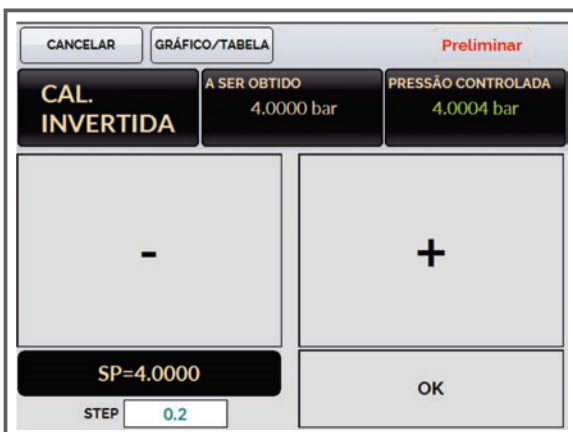 CANCELAR
GRÁFICO/TABELA
Preliminar
CAL.
INVERTIDA
A SER OBTIDO
4.0000 bar
PRESSÃO CONTROLADA
4.0004 bar
-
+
SP=4.0000
STEP 0.2
OK